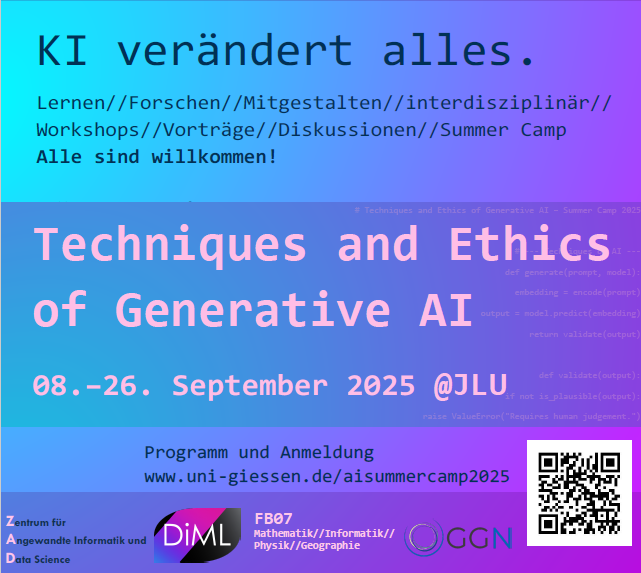 KI verändert alles.
Lernen//Forschen//Mitgestalten//interdisziplinär//
Workshops//Vorträge//Diskussionen//Summer Camp
Alle sind willkommen!
# Techniques and Ethics of Generative AI – Summer Camp 2025
Techniques and Ethics
AI ---
def generate(prompt, model):
embedding = encode(prompt)
of Generative AI
output = model.predict(embedding)
return validate(output)
08.–26. September 2025 @JLU
def validate(output):
if not is_plausible(output):
raise ValueError("Requires human judgement.")
Programm und Anmeldung
www.uni-giessen.de/aisummercamp2025
Zentrum für
Angewandte Informatik und
Data Science
DiML
FB07
Mathematik//Informatik//
Physik//Geographie
GGN